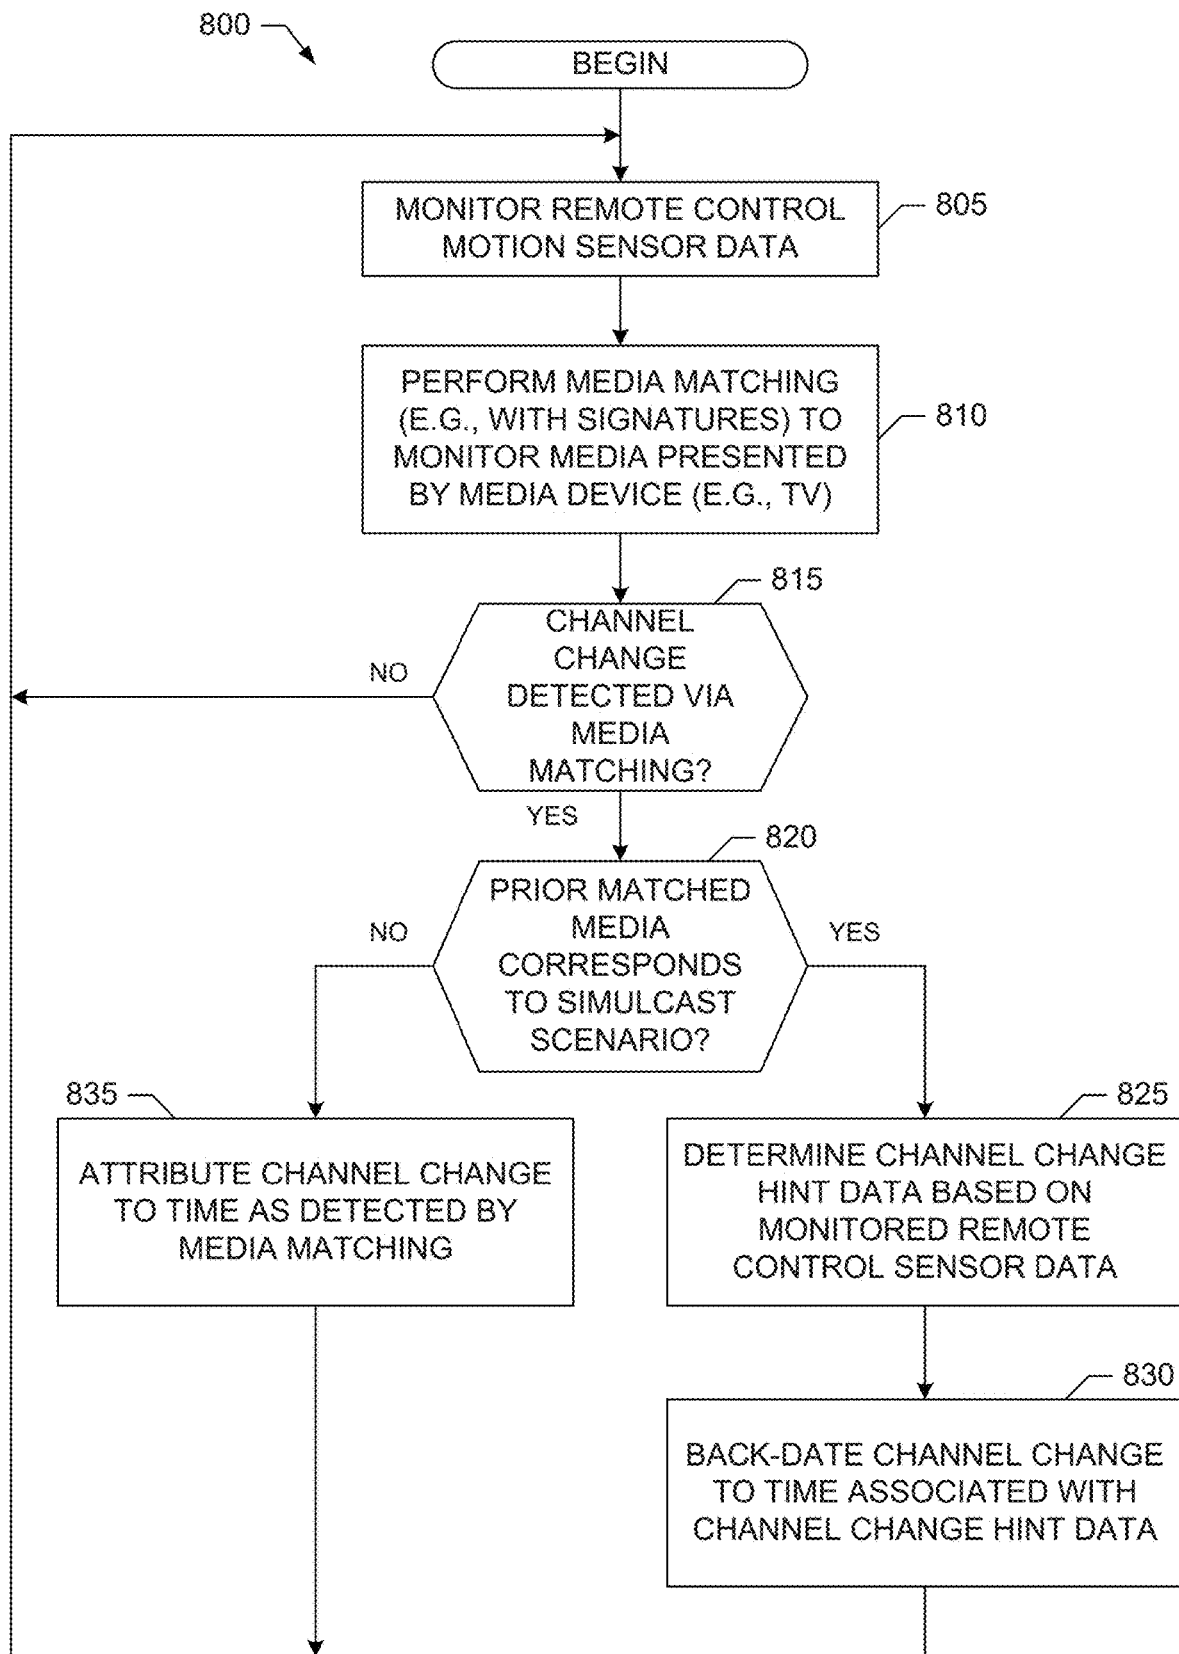 800
BEGIN
MONITOR REMOTE CONTROL
MOTION SENSOR DATA
805
PERFORM MEDIA MATCHING
(E.G., WITH SIGNATURES) TO
MONITOR MEDIA PRESENTED
BY MEDIA DEVICE (E.G., TV)
810
815
CHANNEL
CHANGE
DETECTED VIA
MEDIA
MATCHING?
NO
YES
820
PRIOR MATCHED
MEDIA
CORRESPONDS
TO SIMULCAST
SCENARIO?
NO
YES
835
ATTRIBUTE CHANNEL CHANGE
TO TIME AS DETECTED BY
MEDIA MATCHING
825
DETERMINE CHANNEL CHANGE
HINT DATA BASED ON
MONITORED REMOTE
CONTROL SENSOR DATA
830
BACK-DATE CHANNEL CHANGE
TO TIME ASSOCIATED WITH
CHANNEL CHANGE HINT DATA